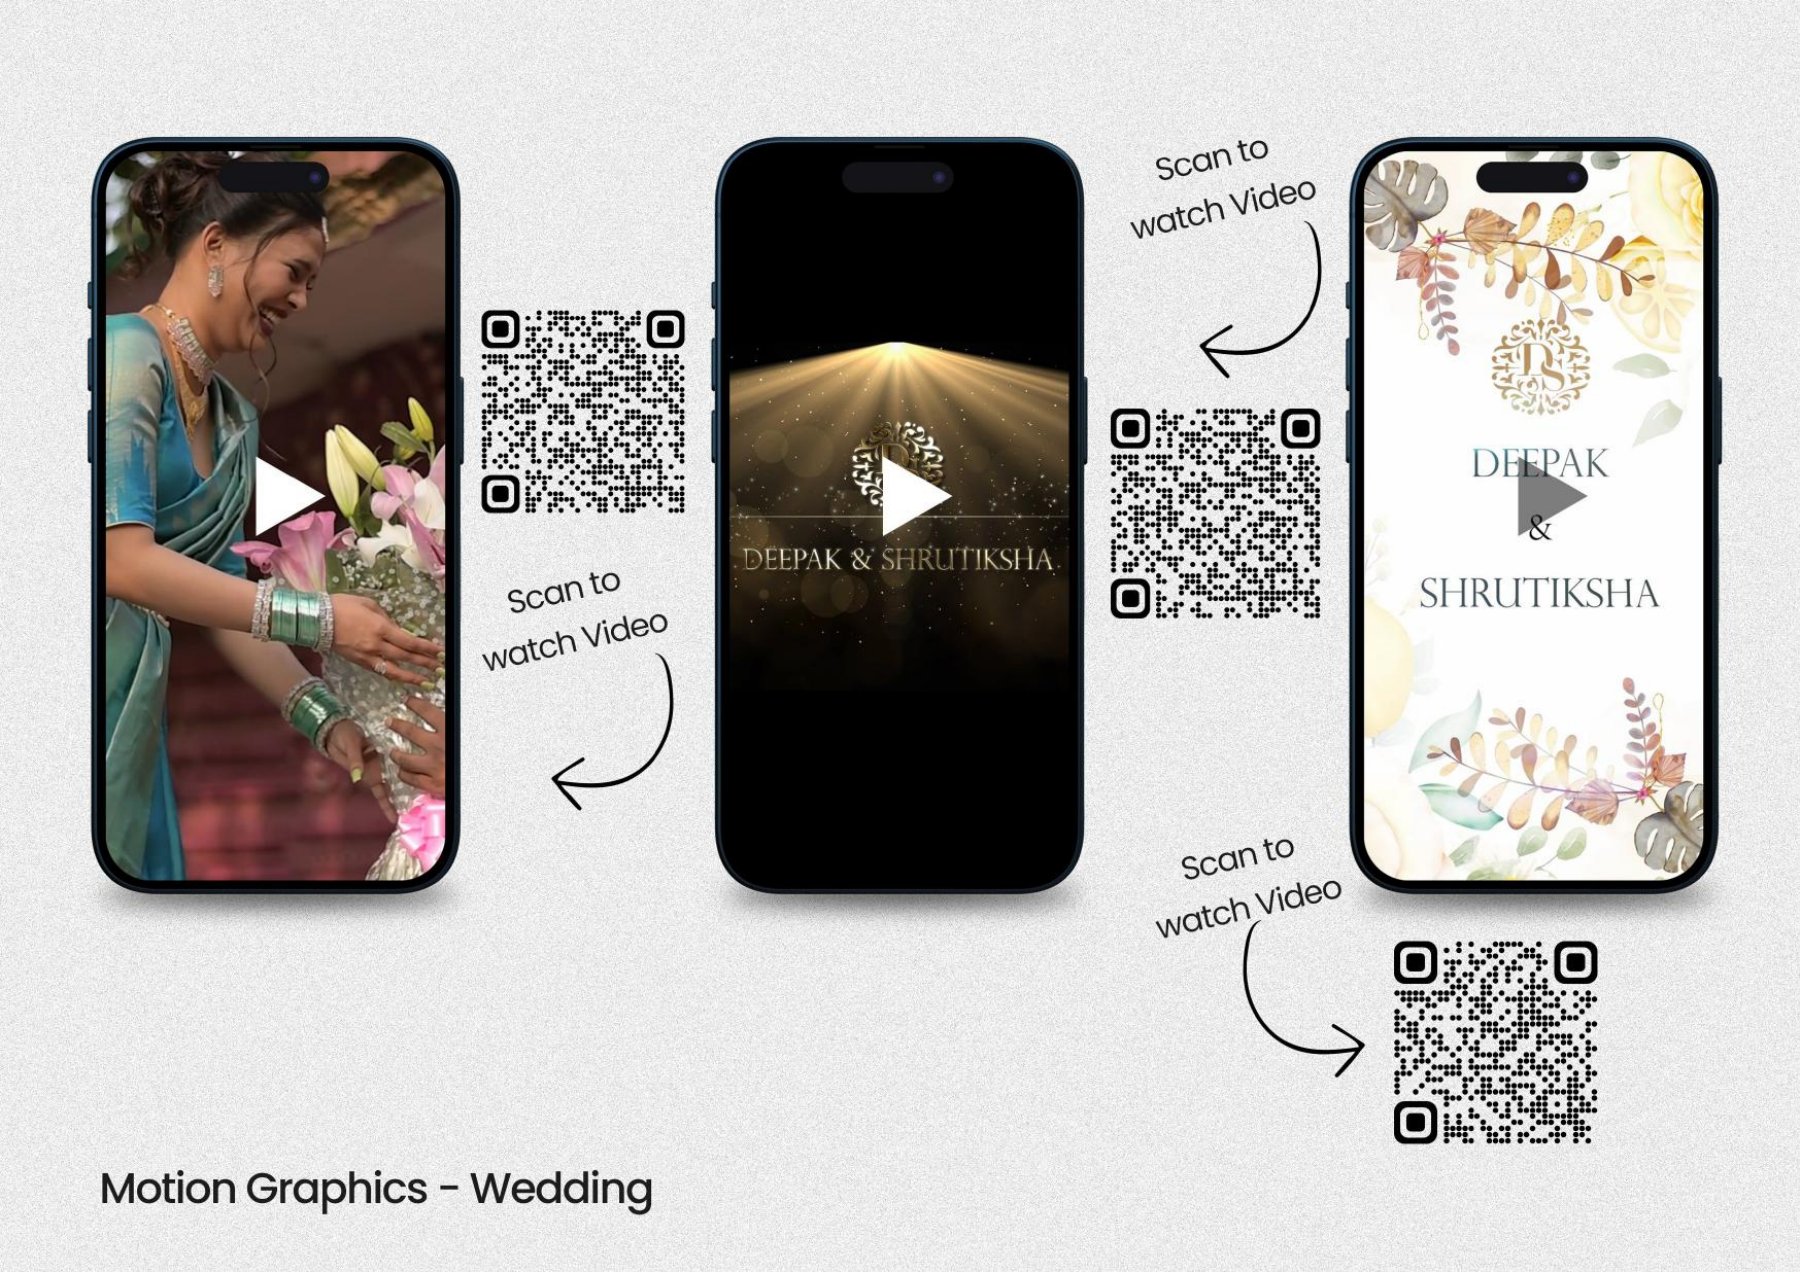 Scan to
watch Video
DEEPAK & SHRUTIKSHA
Scan to
watch Video
DS
DEEPAK
&
SHRUTIKSHA
Scan to
watch Video
Motion Graphics - Wedding